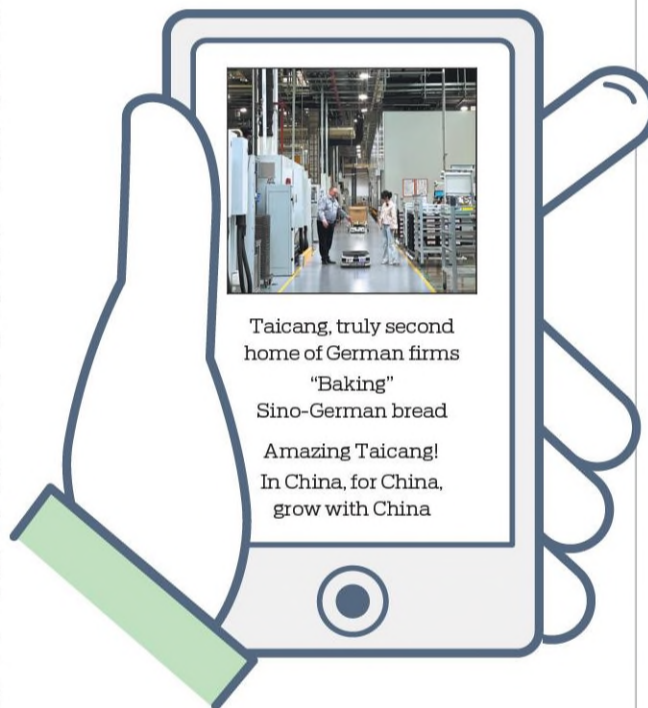 Taicang, truly second
home of German firms
“Baking”
Sino-German bread
Amazing Taicang!
In China, for China,
grow with China